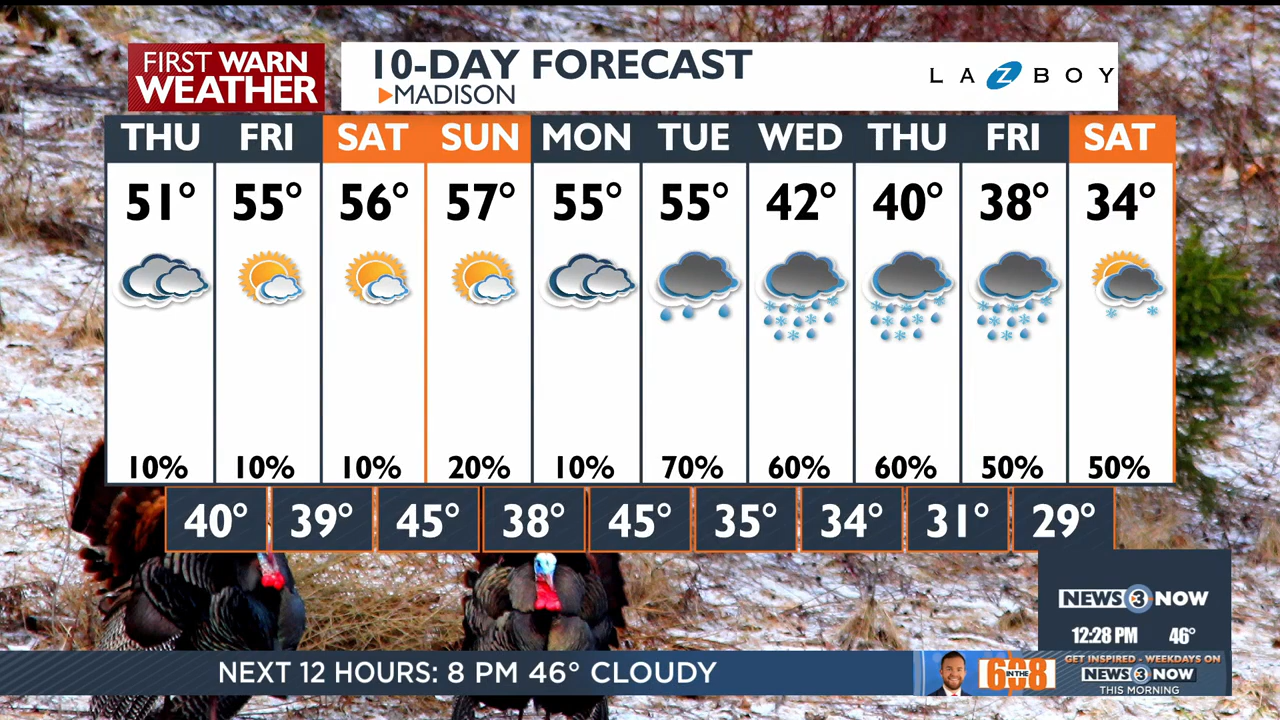 FIRST WARN
WEATHER
10-DAY FORECAST
MADISON
LA Z BOY
THU FRI SAT SUN MON TUE WED THU FRI SAT
51° 55° 56° 57° 55° 55° 42° 40° 38° 34°
10% 10% 10% 20% 10% 70% 60% 60% 50% 50%
40° 39° 45° 38° 45° 35° 34° 31° 29°
NEWS 3 NOW
12:28 PM 46°
NEXT 12 HOURS: 8 PM 46° CLOUDY
608
IN THE
GET INSPIRED - WEEKDAYS ON
NEWS 3 NOW
THIS MORNING